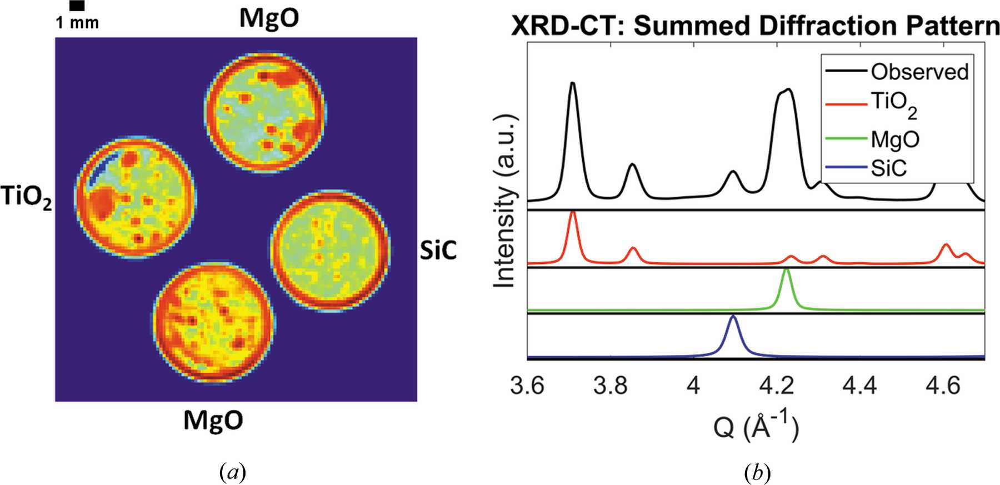 1 mm
MgO
TiO2
SiC
MgO
(a)
XRD-CT: Summed Diffraction Pattern
Observed
TiO2
MgO
SiC
Intensity (a.u.)
3.6 3.8 4 4.2 4.4 4.6
Q (Å-1)
(b)